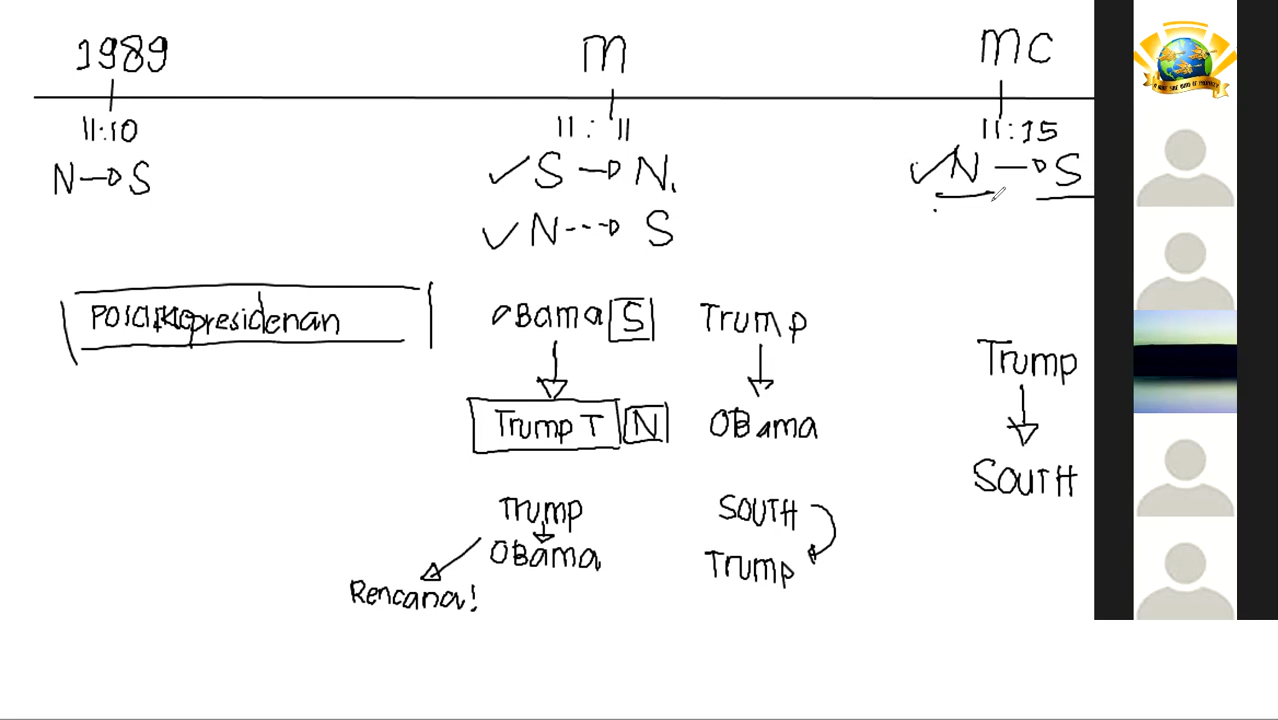 1989 M MC
11:10 11:11 11:15
N S S N. N S
N S
OBama S Trump
presidenan
Trump
Trump T N OBama
SOUTH
Trump SOUTH
OBama Trump
Rencana!